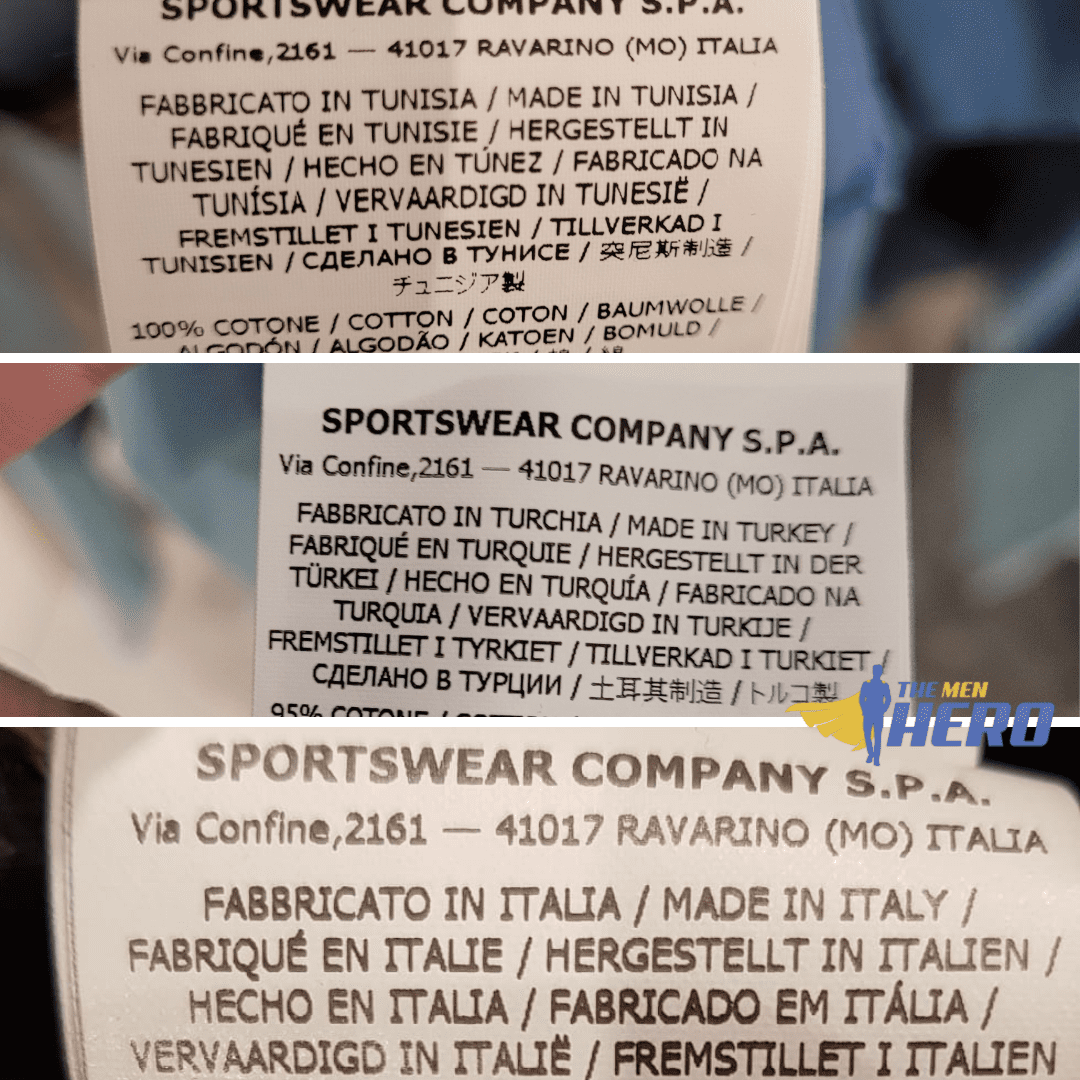 SPORTSWEAR COMPANY S.P.A.
Via Confine,2161 — 41017 RAVARINO (MO) ITALIA
FABBRICATO IN TUNISIA / MADE IN TUNISIA /
FABRIQUÉ EN TUNISIE / HERGESTELLT IN
TUNESIEN / HECHO EN TÚNEZ / FABRICADO NA
TUNÍSIA / VERVAARDIGD IN TUNESIË /
FREMSTILLET I TUNESIEN / TILLVERKAD I
TUNISIEN / СДЕЛАНО В ТУНИСЕ / 突尼斯制造 /
チュニジア製
100% COTONE / COTTON / COTON / BAUMWOLLE /
ALGODÓN / ALGODÃO / KATOEN / BOMULD /
SPORTSWEAR COMPANY S.P.A.
Via Confine,2161 — 41017 RAVARINO (MO) ITALIA
FABBRICATO IN TURCHIA / MADE IN TURKEY /
FABRIQUÉ EN TURQUIE / HERGESTELLT IN DER
TÜRKEI / HECHO EN TURQUÍA / FABRICADO NA
TURQUIA / VERVAARDIGD IN TURKIJE /
FREMSTILLET I TYRKIET / TILLVERKAD I TURKIET /
СДЕЛАНО В ТУРЦИИ / 土耳其制造 / トルコ製
95% COTONE /
THE MEN
HERO
SPORTSWEAR COMPANY S.P.A.
Via Confine,2161 — 41017 RAVARINO (MO) ITALIA
FABBRICATO IN ITALIA / MADE IN ITALY /
FABRIQUÉ EN ITALIE / HERGESTELLT IN ITALIEN /
HECHO EN ITALIA / FABRICADO EM ITÁLIA /
VERVAARDIGD IN ITALIË / FREMSTILLET I ITALIEN